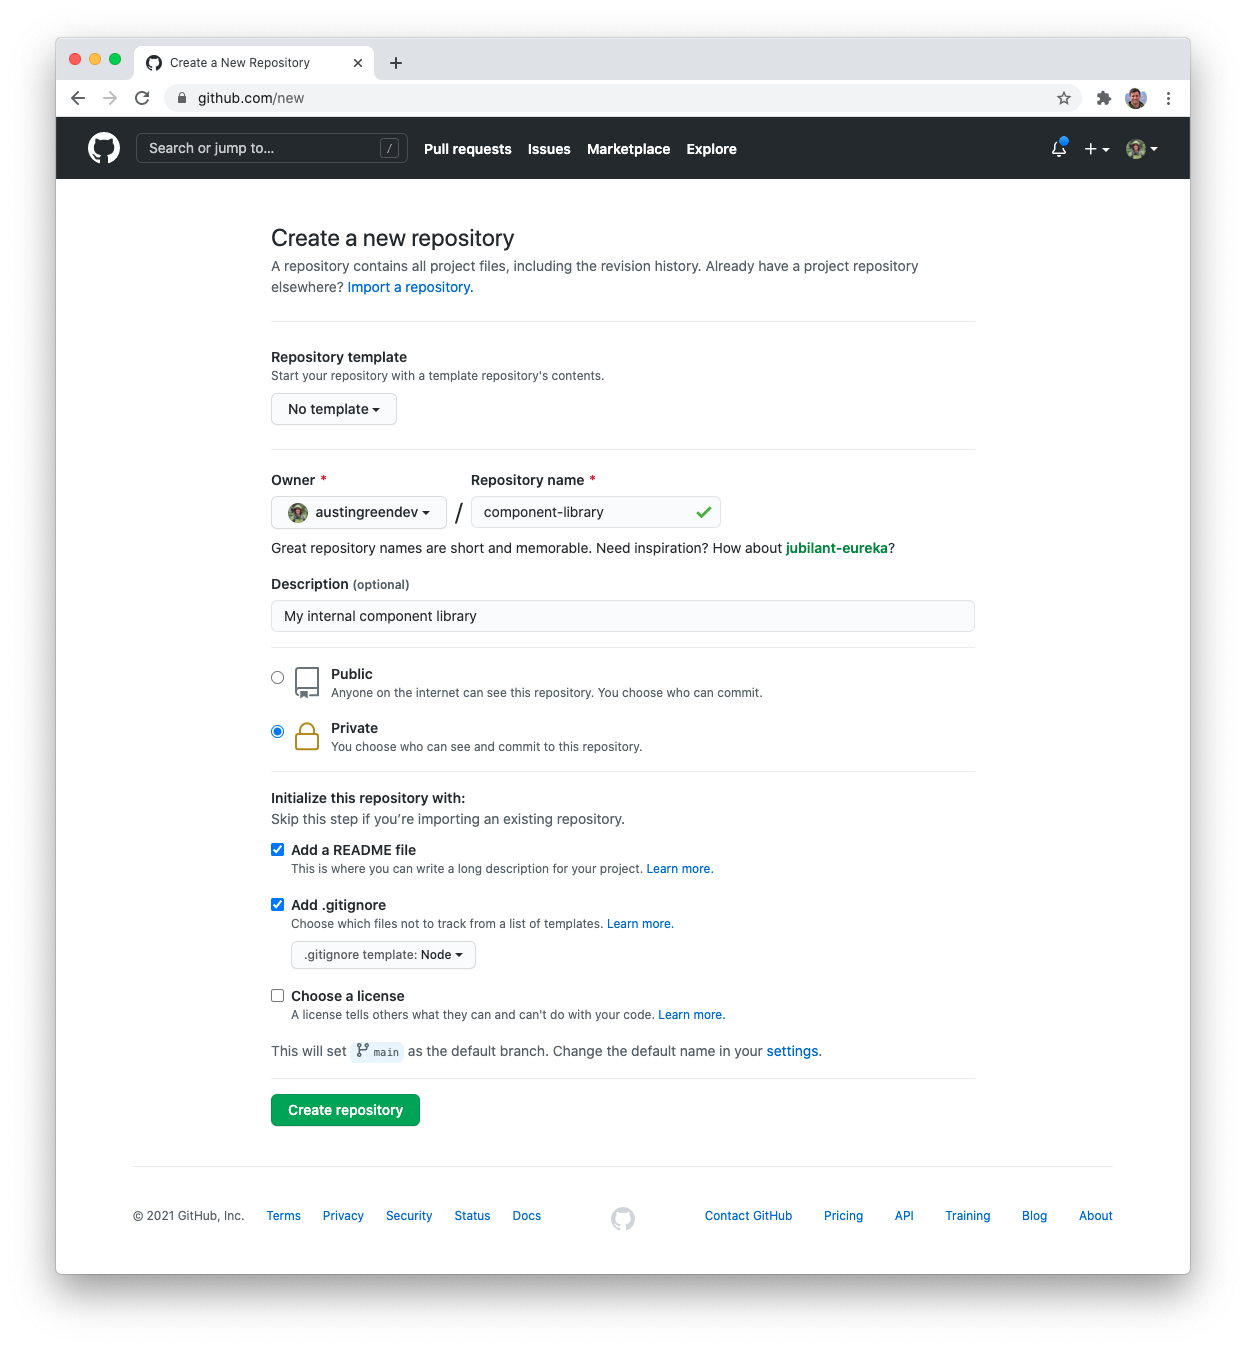 Create a New Repository
github.com/new
Search or jump to... /
Pull requests Issues Marketplace Explore
Create a new repository
A repository contains all project files, including the revision history. Already have a project repository
elsewhere? Import a repository.
Repository template
Start your repository with a template repository's contents.
No template
Owner * Repository name *
austingreendev / component-library
Great repository names are short and memorable. Need inspiration? How about jubilant-eureka?
Description (optional)
My internal component library
Public
Anyone on the internet can see this repository. You choose who can commit.
Private
You choose who can see and commit to this repository.
Initialize this repository with:
Skip this step if you’re importing an existing repository.
Add a README file
This is where you can write a long description for your project. Learn more.
Add .gitignore
Choose which files not to track from a list of templates. Learn more.
.gitignore template: Node
Choose a license
A license tells others what they can and can't do with your code. Learn more.
This will set main as the default branch. Change the default name in your settings.
Create repository
© 2021 GitHub, Inc. Terms Privacy Security Status Docs Contact GitHub Pricing API Training Blog About